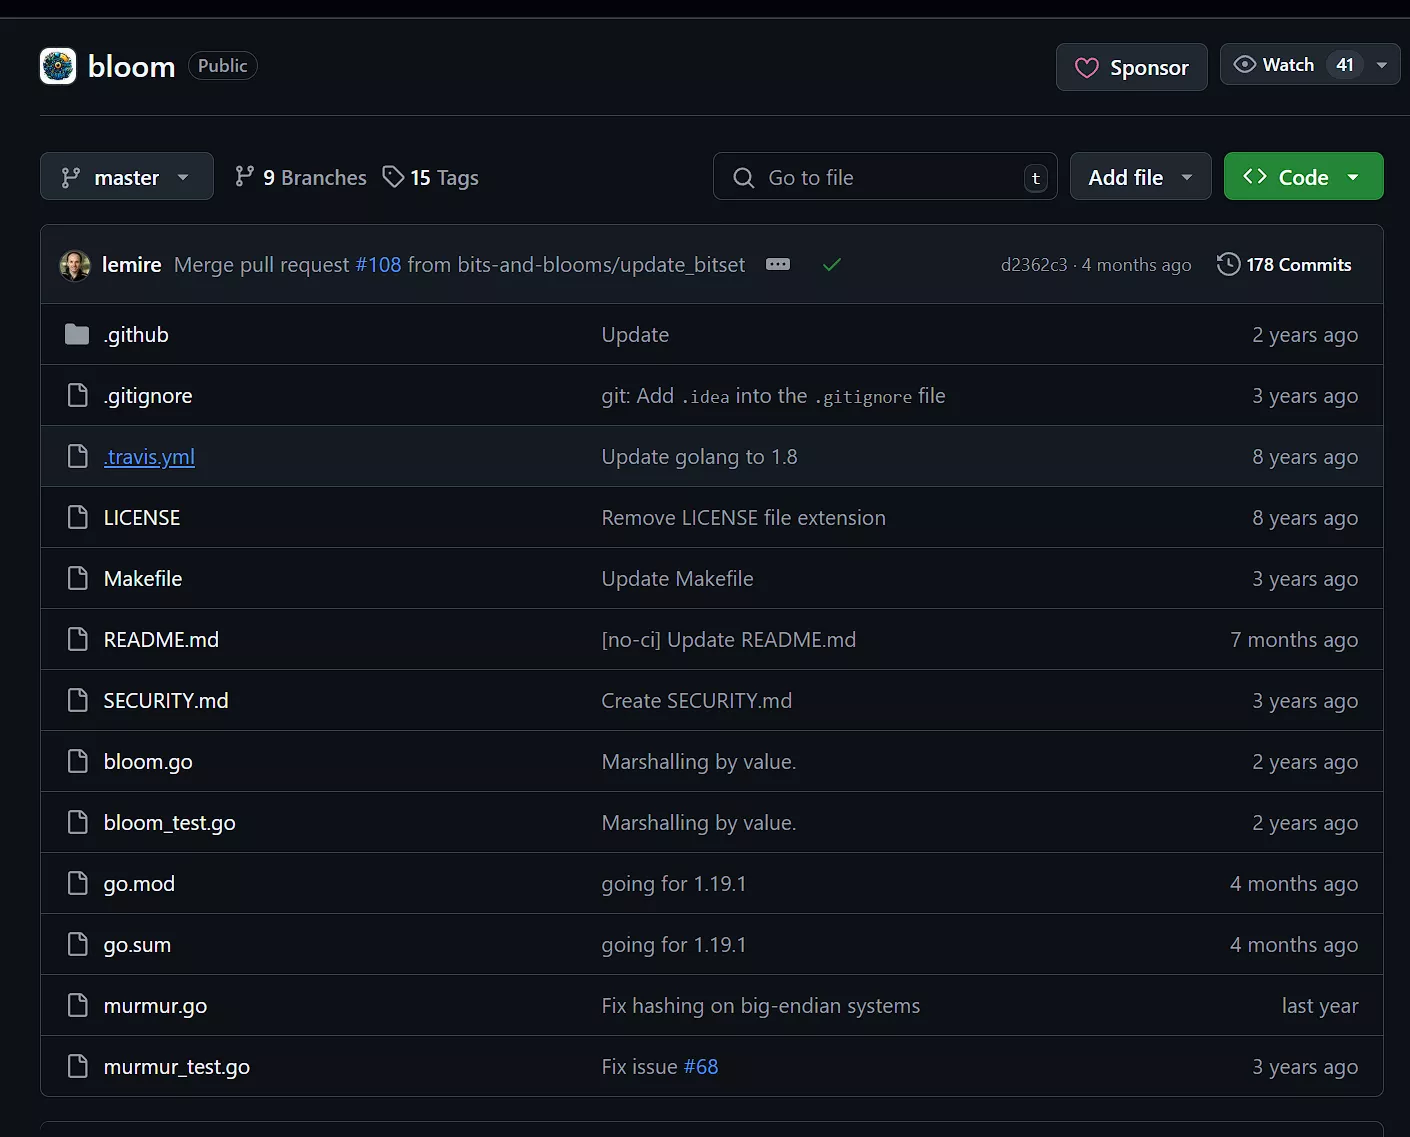 bloom Public Sponsor Watch 41
master 9 Branches 15 Tags Go to file t Add file Code
lemire Merge pull request #108 from bits-and-blooms/update_bitset d2362c3 · 4 months ago 178 Commits
.github Update 2 years ago
.gitignore git: Add .idea into the .gitignore file 3 years ago
.travis.yml Update golang to 1.8 8 years ago
LICENSE Remove LICENSE file extension 8 years ago
Makefile Update Makefile 3 years ago
README.md [no-ci] Update README.md 7 months ago
SECURITY.md Create SECURITY.md 3 years ago
bloom.go Marshalling by value. 2 years ago
bloom_test.go Marshalling by value. 2 years ago
go.mod going for 1.19.1 4 months ago
go.sum going for 1.19.1 4 months ago
murmur.go Fix hashing on big-endian systems last year
murmur_test.go Fix issue #68 3 years ago